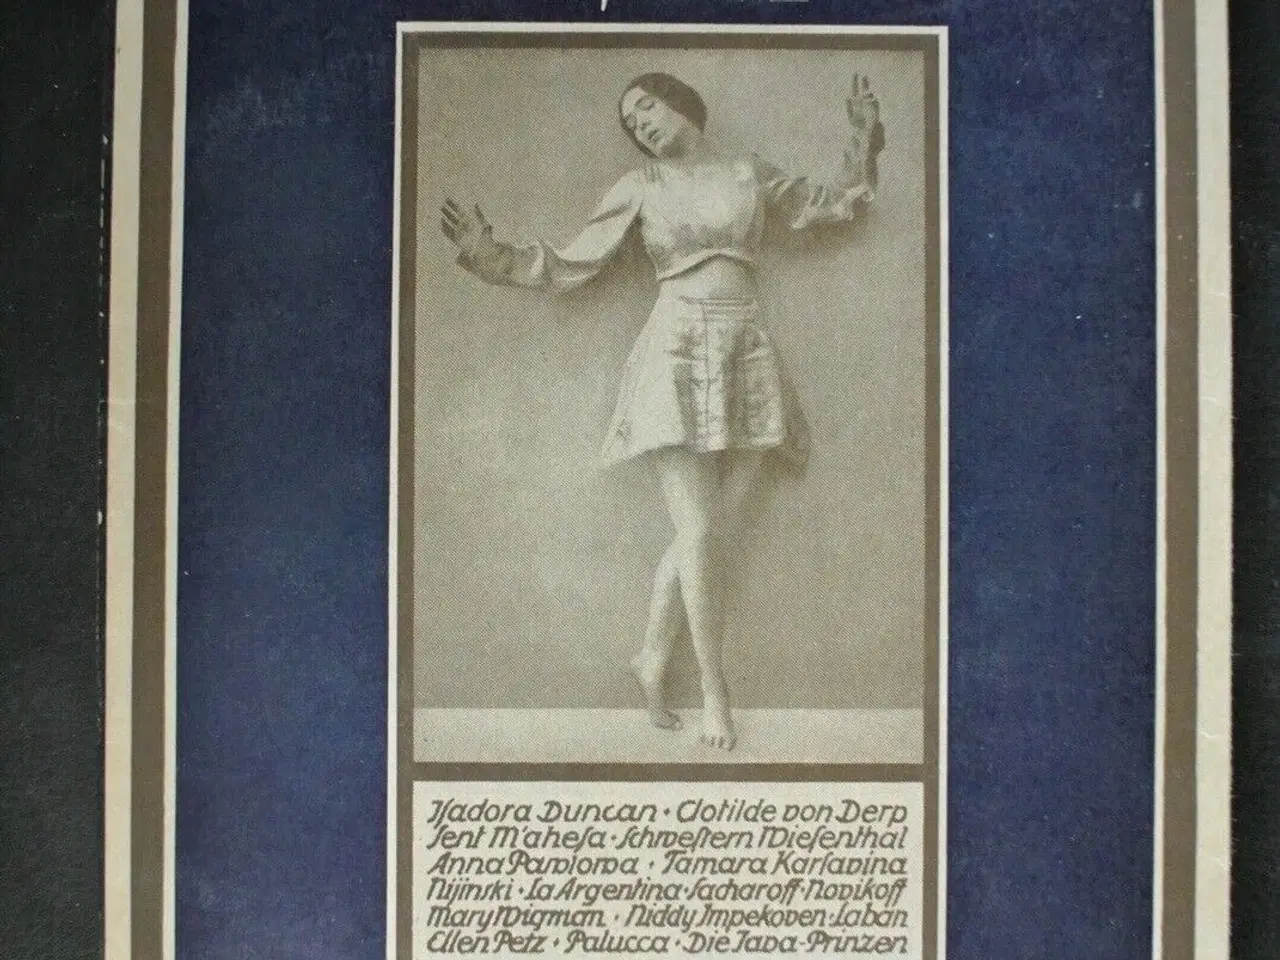 Isadora Duncan · Clotilde von Derp
Sent M'ahesa · Schwestern Wiesenthal
Anna Pawlowa · Tamara Karsavina
Nijinski · La Argentina · Sacharoff · Novikoff
Mary Wigman · Niddy Impekoven · Laban
Ellen Petz · Palucca · Die Java-Prinzen